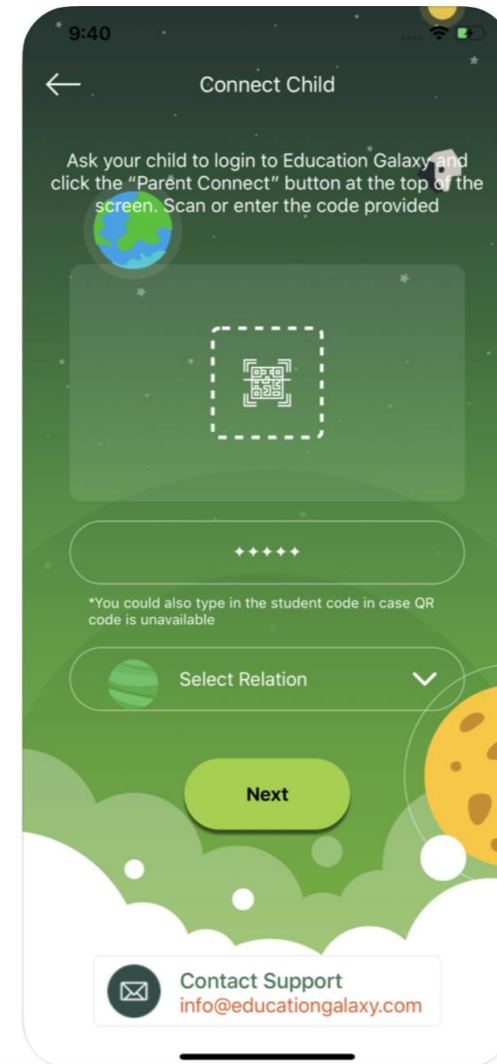 9:40
Connect Child
Ask your child to login to Education Galaxy and
click the “Parent Connect” button at the top of the
screen. Scan or enter the code provided
*You could also type in the student code in case QR
code is unavailable
Select Relation
Next
Contact Support
info@educationgalaxy.com